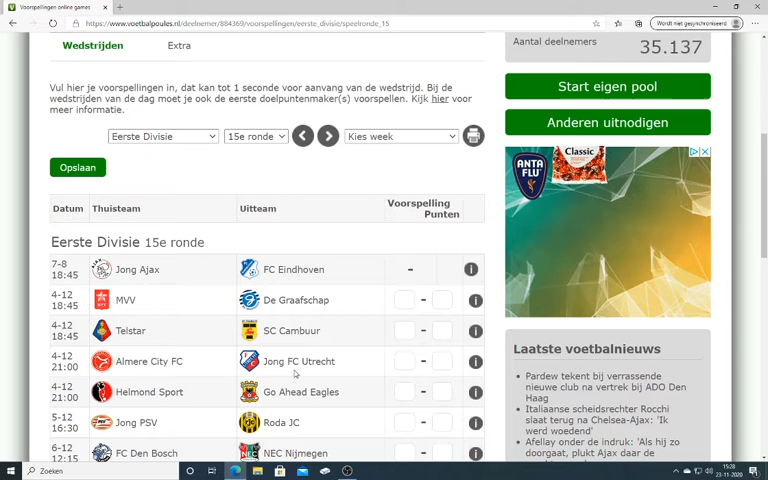 Voorspellingen online games
https://www.voetbalpoules.nl/deelnemer/884369/voorspellingen/eerste_divisie/speelronde_15
Wordt niet gesynchroniseerd
Wedstrijden Extra
Vul hier je voorspellingen in, dat kan tot 1 seconde voor aanvang van de wedstrijd. Bij de
wedstrijden van de dag moet je ook de eerste doelpuntenmaker(s) voorspellen. Kijk hier voor
meer informatie.
Eerste Divisie 15e ronde Kies week
Opslaan
Datum Thuisteam Uitteam Voorspelling
Punten
Eerste Divisie 15e ronde
7-8
18:45
Jong Ajax FC Eindhoven - i
4-12
18:45
MVV De Graafschap - i
4-12
18:45
Telstar SC Cambuur - i
4-12
21:00
Almere City FC Jong FC Utrecht - i
4-12
21:00
Helmond Sport Go Ahead Eagles - i
5-12
16:30
Jong PSV Roda JC - i
6-12
12:15
FC Den Bosch NEC Nijmegen - i
Aantal deelnemers 35.137
Start eigen pool
Anderen uitnodigen
ANTA
FLU
Classic
Laatste voetbalnieuws
Pardew tekent bij verrassende
nieuwe club na vertrek bij ADO Den
Haag
Italiaanse scheidsrechter Rocchi
slaat terug na Chelsea-Ajax: 'Ik
werd woedend'
Afellay onder de indruk: 'Als hij zo
doorgaat, plukt Ajax daar de
Zoeken
15:28
23-11-2020